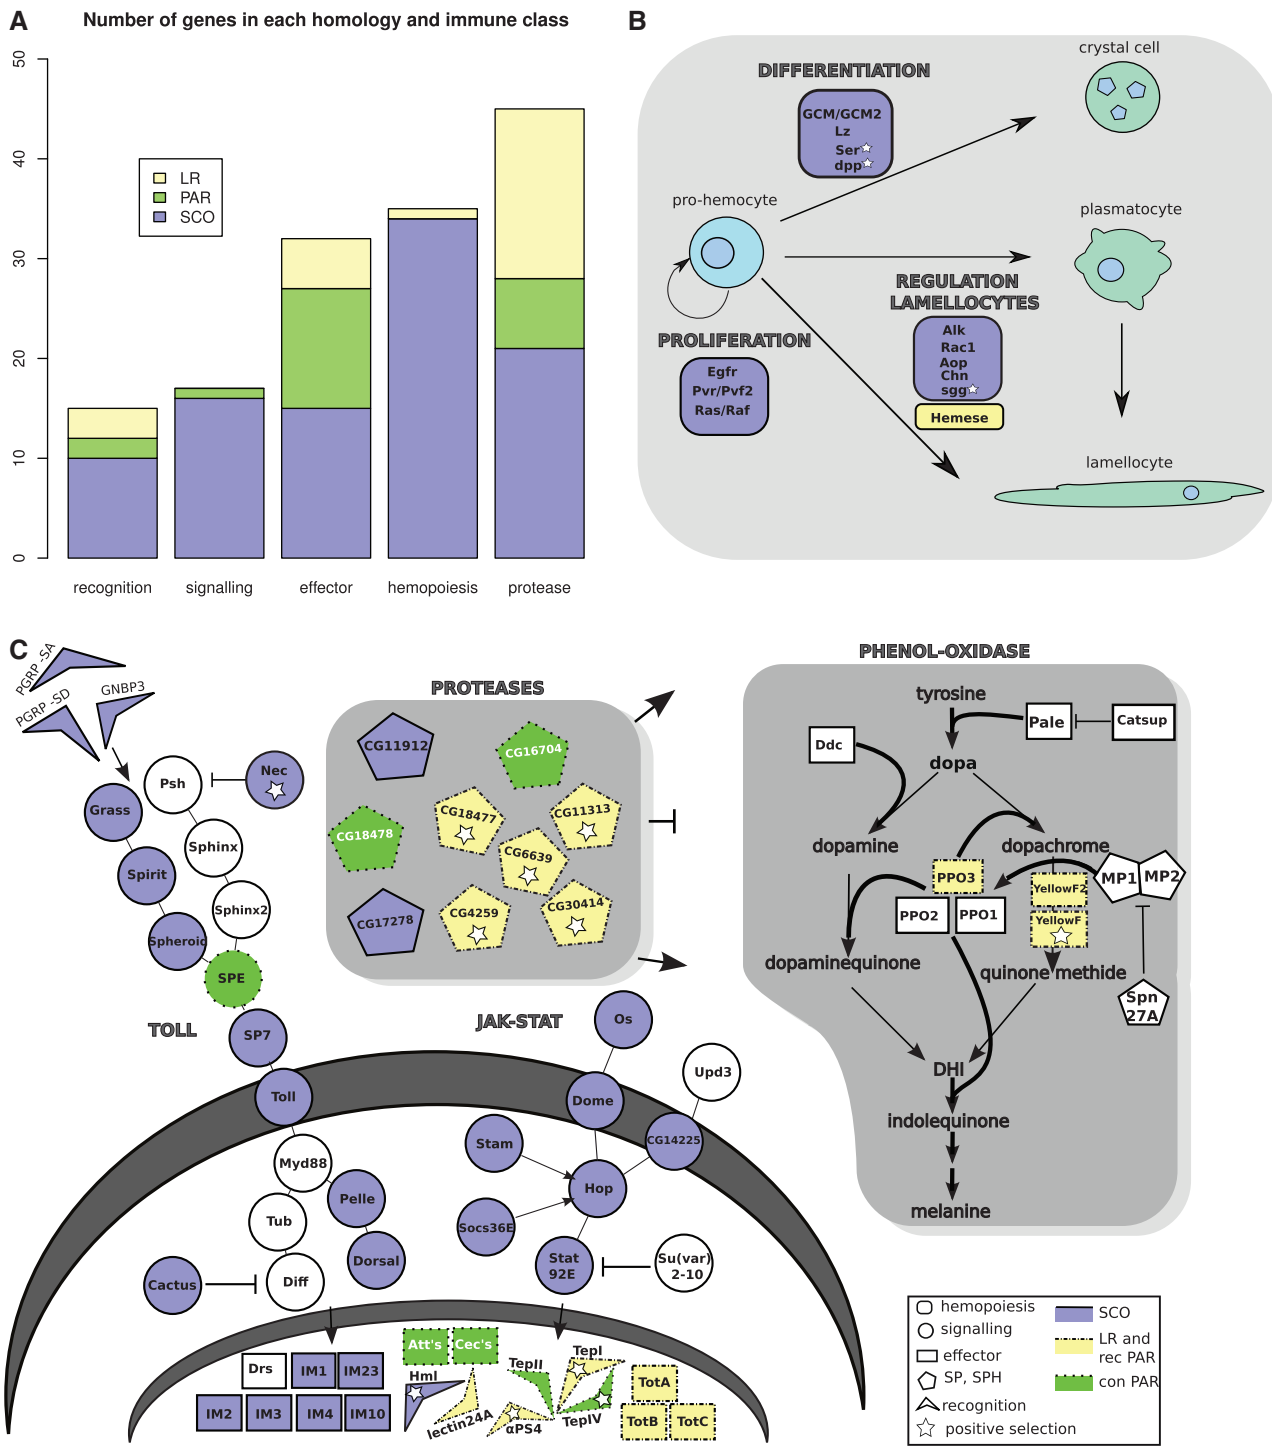 A
Number of genes in each homology and immune class
50
40
30
20
10
0
LR
PAR
SCO
recognition
signalling
effector
hemopoiesis
protease
B
DIFFERENTIATION
GCM/GCM2
Lz
Ser
dpp
crystal cell
pro-hemocyte
plasmatocyte
REGULATION
LAMELLOCYTES
Alk
Rac1
Aop
Chn
sgg
Hemese
PROLIFERATION
Egfr
Pvr/Pvf2
Ras/Raf
lamellocyte
C
PGRP-SA
PGRP-SD
GNBP3
Psh
Nec
Grass
Sphinx
Spirit
Sphinx2
Spheroid
SPE
SP7
TOLL
Toll
Myd88
Pelle
Tub
Dorsal
Cactus
Diff
PROTEASES
CG11912
CG16704
CG18478
CG18477
CG11313
CG6639
CG17278
CG4259
CG30414
JAK-STAT
Os
Upd3
Dome
CG14225
Stam
Hop
Socs36E
Stat
92E
Su(var)
2-10
Drs
IM1
IM23
IM2
IM3
IM4
IM10
Att's
Cec's
Hml
lectin24A
TepII
TepI
αPS4
TepIV
TotA
TotB
TotC
PHENOL-OXIDASE
tyrosine
Pale
Catsup
Ddc
dopa
dopamine
dopachrome
PPO3
MP1
MP2
YellowF2
PPO2
PPO1
YellowF
dopaminequinone
quinone methide
Spn
27A
DHI
indolequinone
melanine
hemopoiesis
signalling
effector
SP, SPH
recognition
positive selection
SCO
LR and
rec PAR
con PAR